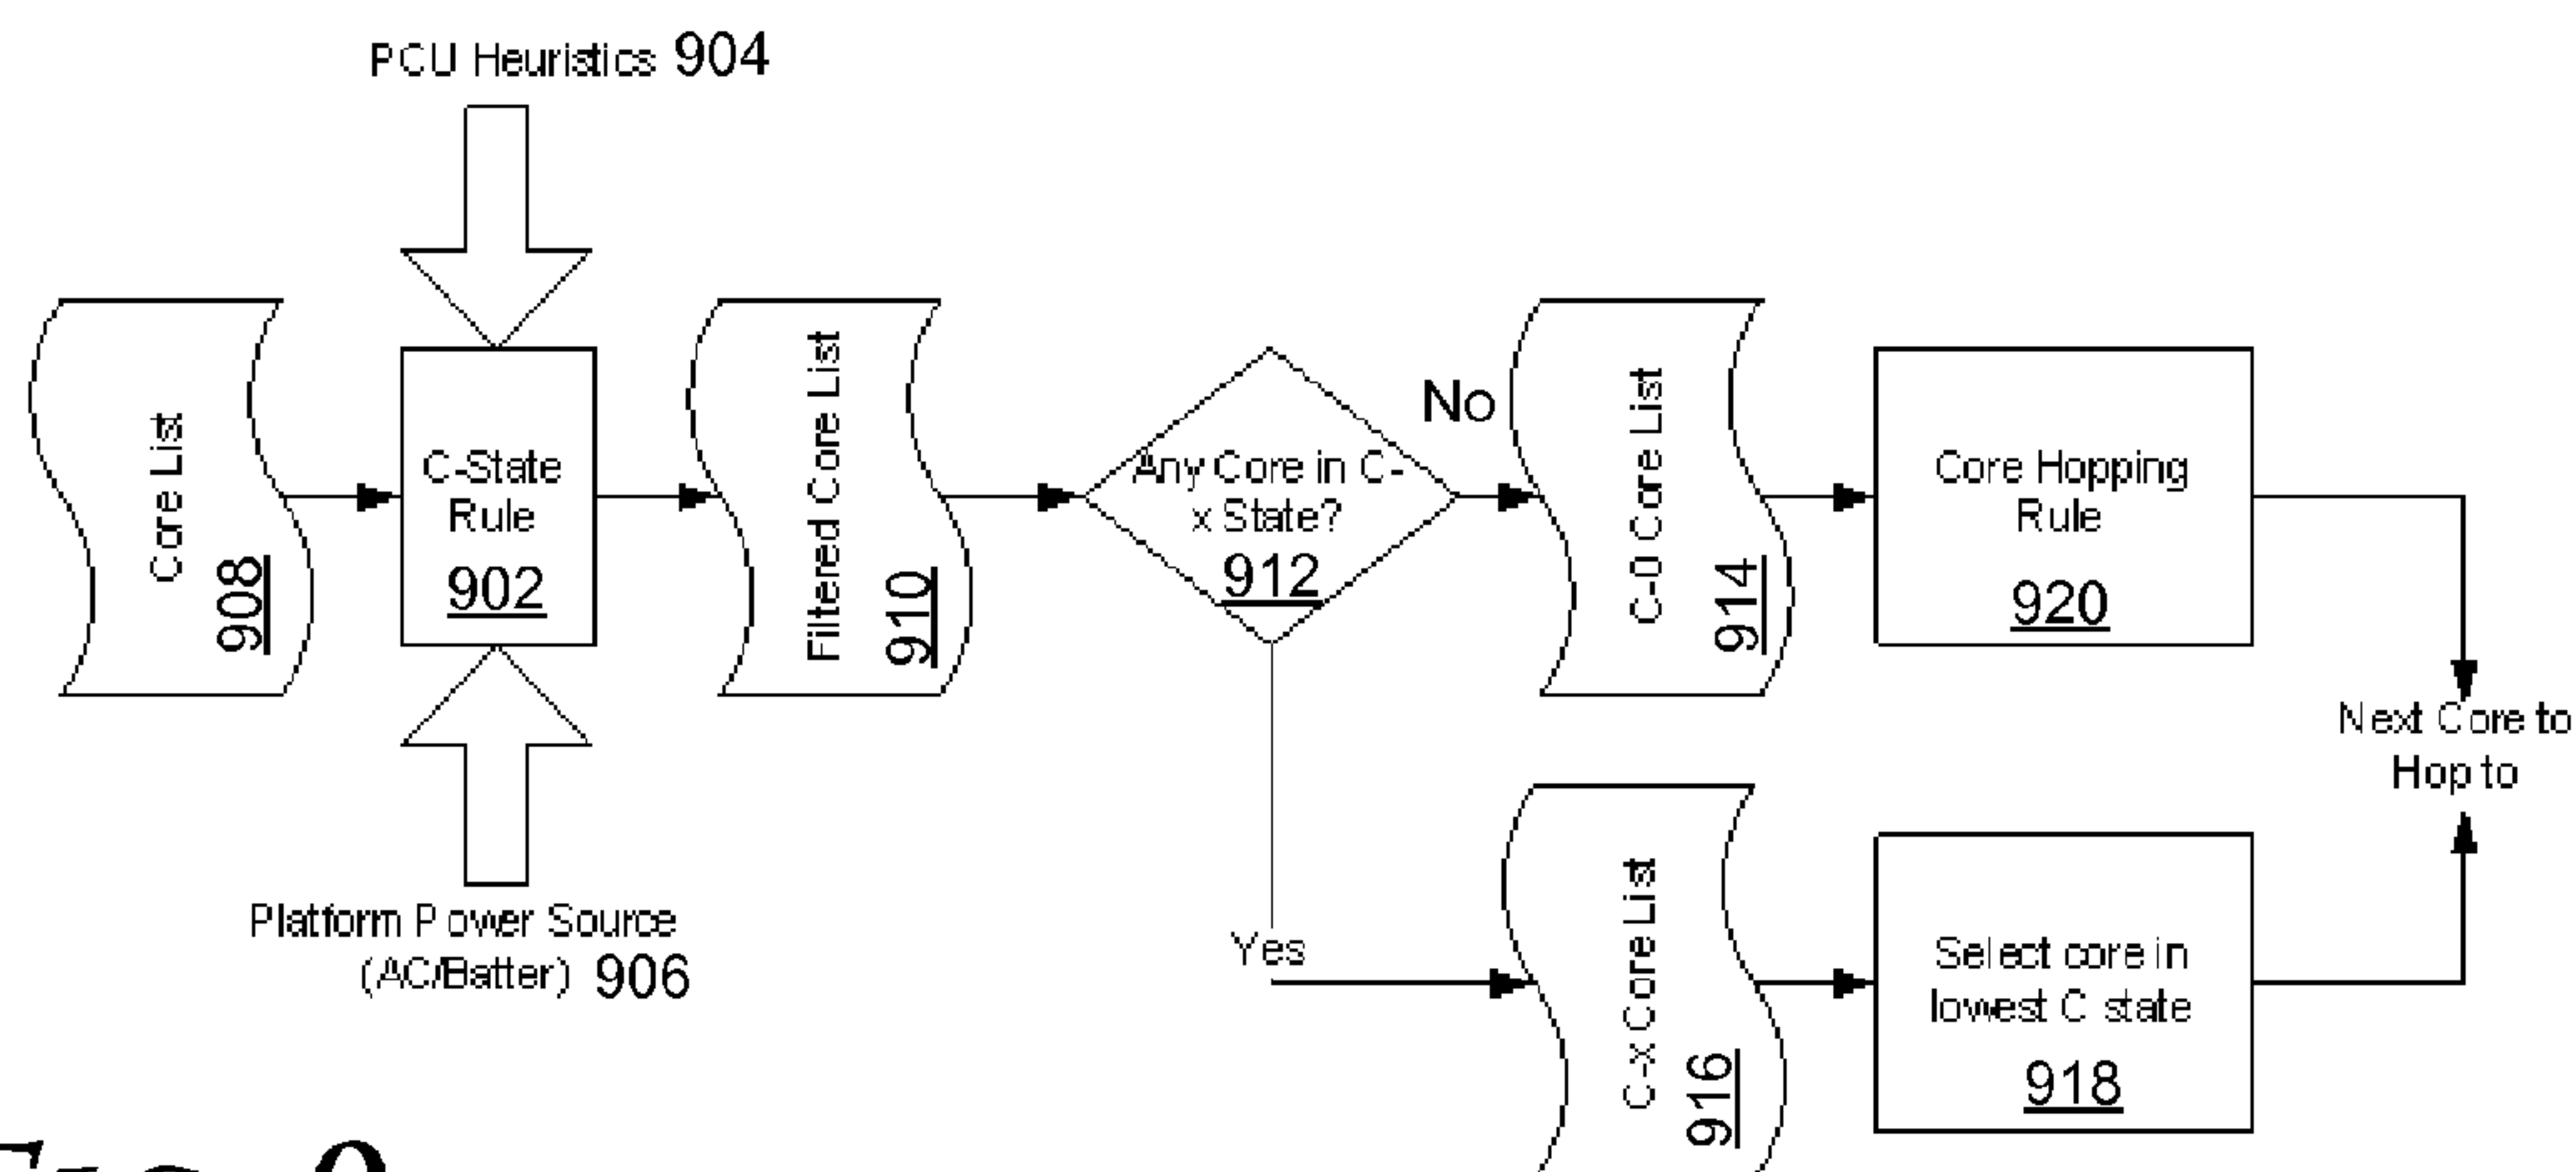 PCU Heuristics 904
Core List
908
C-State
Rule
902
Filtered Core List
910
Any Core in C-
x State?
912
No
C-0 Core List
914
Core Hopping
Rule
920
Next Core to
Hop to
Platform Power Source
(AC/Batter) 906
Yes
C-x Core List
916
Select core in
lowest C state
918